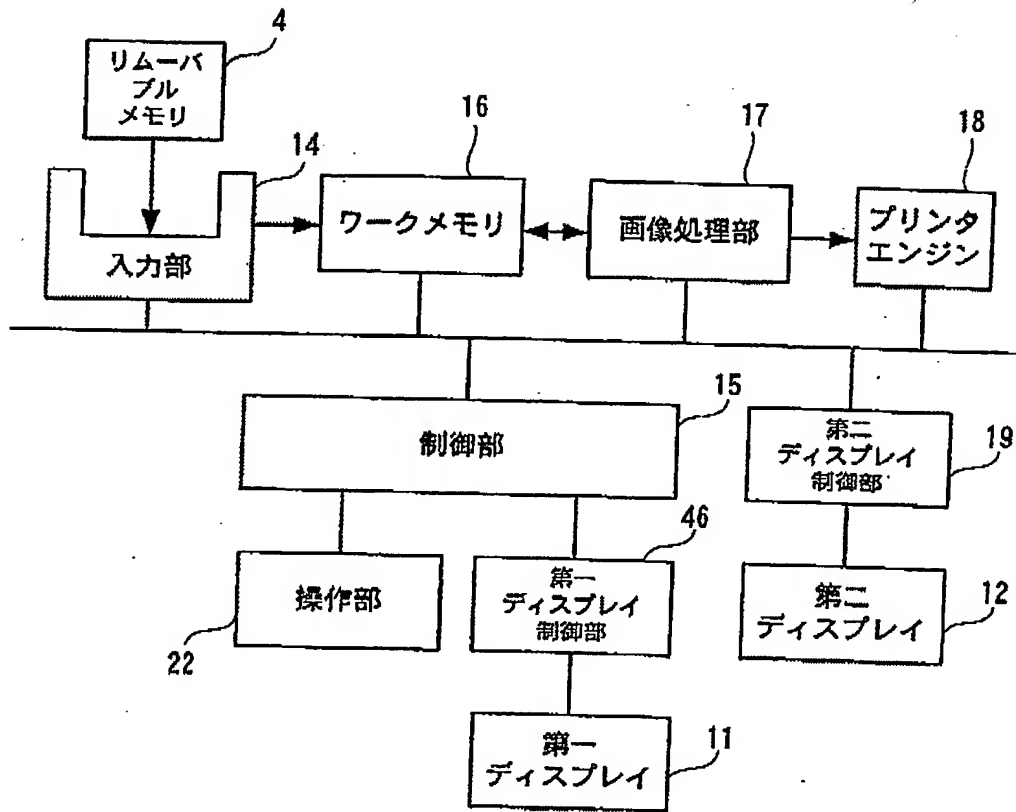 4
リムーバ
ブル
メモリ
14
入力部
16
ワークメモリ
17
画像処理部
18
プリンタ
エンジン
15
制御部
第二
ディスプレイ
制御部
19
操作部
22
46
第一
ディスプレイ
制御部
第二
ディスプレイ
12
第一
ディスプレイ
11